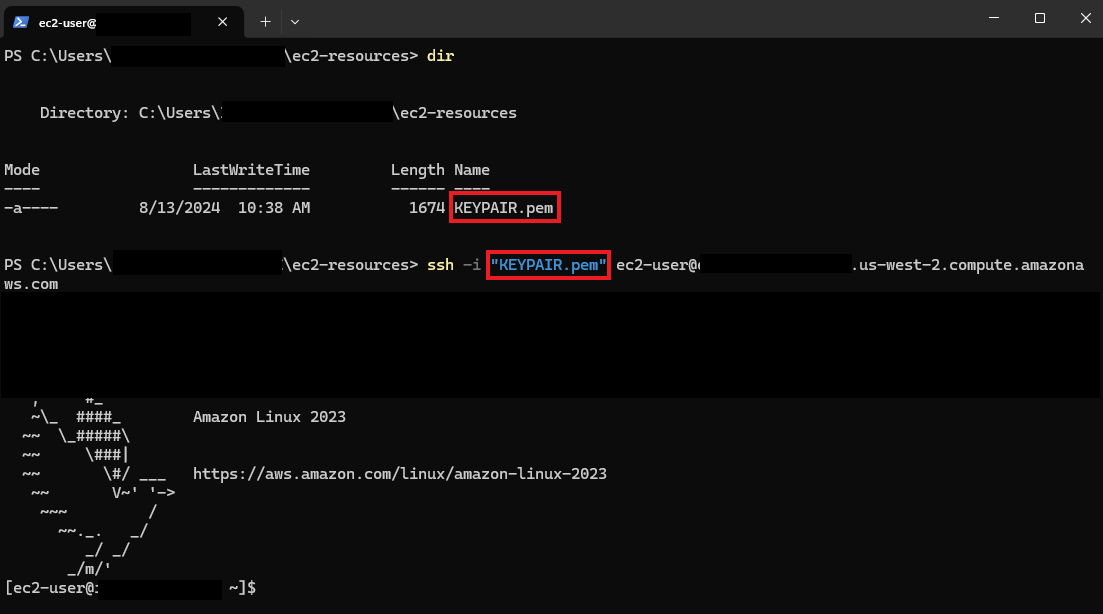 ec2-user@
PS C:\Users\ \ec2-resources> dir
Directory: C:\Users\ \ec2-resources
Mode LastWriteTime Length Name
---- ------------- ------ ----
-a---- 8/13/2024 10:38 AM 1674 KEYPAIR.pem
PS C:\Users\ \ec2-resources> ssh -i "KEYPAIR.pem" ec2-user@ .us-west-2.compute.amazona
ws.com
, #_
~\_ ####_ Amazon Linux 2023
~~ \_#####\
~~ \###|
~~ \#/ ___ https://aws.amazon.com/linux/amazon-linux-2023
~~ V~' '->
~~~ /
~~._. _/
_/ _/
_/m/'
[ec2-user@ ~]$